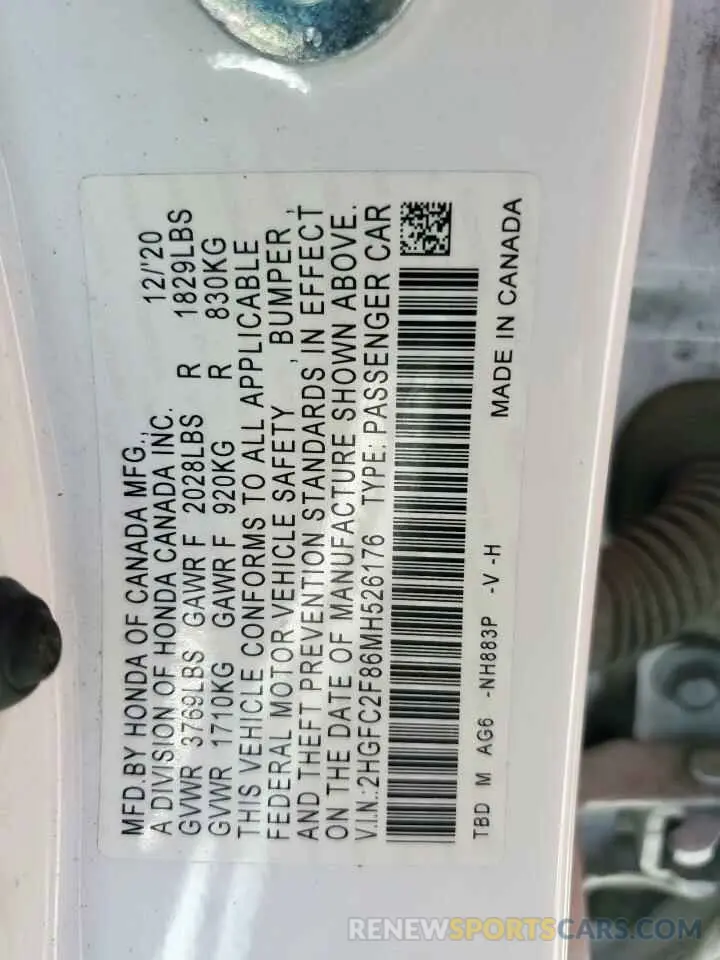 MFD.BY HONDA OF CANADA MFG., 12/'20
A DIVISION OF HONDA CANADA INC.
GVWR 3769LBS GAWR F 2028LBS R 1829LBS
GVWR 1710KG GAWR F 920KG R 830KG
THIS VEHICLE CONFORMS TO ALL APPLICABLE
FEDERAL MOTOR VEHICLE SAFETY , BUMPER ,
AND THEFT PREVENTION STANDARDS IN EFFECT
ON THE DATE OF MANUFACTURE SHOWN ABOVE.
V.I.N.:2HGFC2F86MH526176 TYPE: PASSENGER CAR
TBD M AG6 -NH883P -V -H MADE IN CANADA
RENEWSPORTSCARS.COM